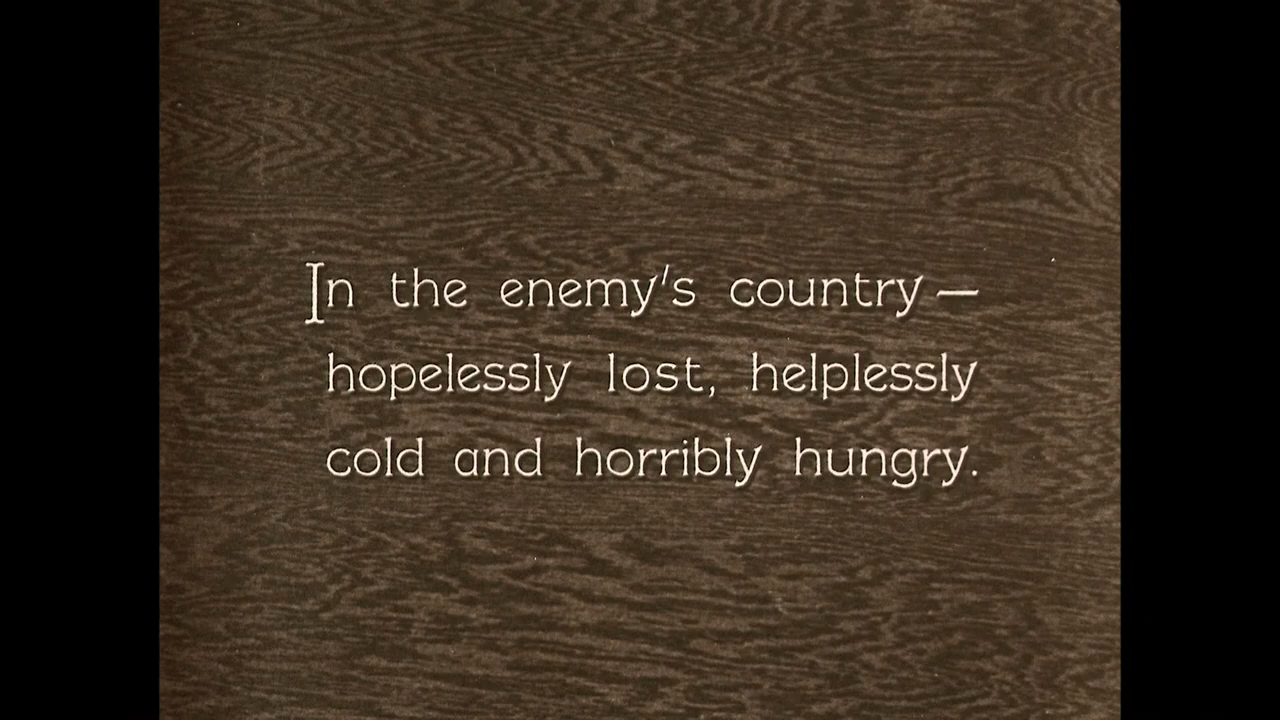 In the enemy's country —
hopelessly lost, helplessly
cold and horribly hungry.